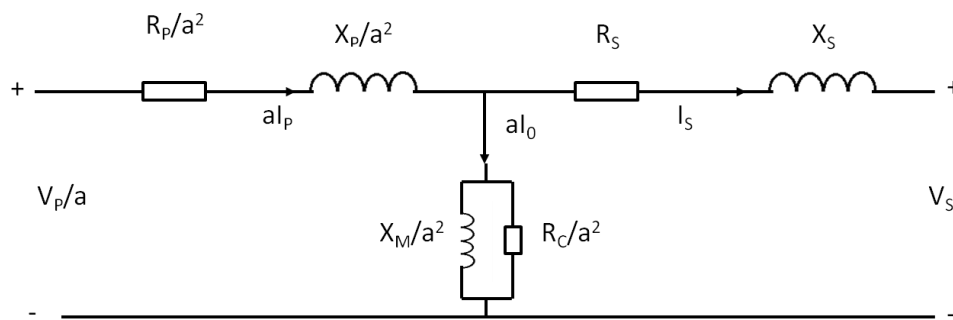 R_P/a² X_P/a² R_S X_S
+ +
aI_P aI_0 I_S
V_P/a V_S
X_M/a² R_C/a²
- -